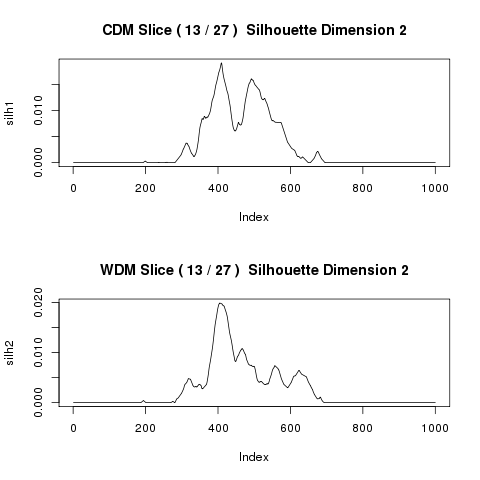 CDM Slice ( 13 / 27 )  Silhouette Dimension 2
silh1
0.000 0.010
0 200 400 600 800 1000
Index
WDM Slice ( 13 / 27 )  Silhouette Dimension 2
silh2
0.000 0.010 0.020
0 200 400 600 800 1000
Index